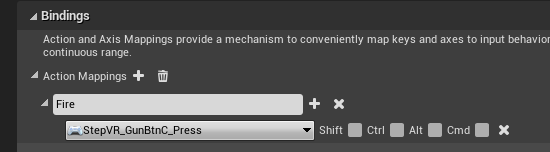 Bindings
Action and Axis Mappings provide a mechanism to conveniently map keys and axes to input behavior
continuous range.
Action Mappings
Fire
StepVR_GunBtnC_Press Shift Ctrl Alt Cmd